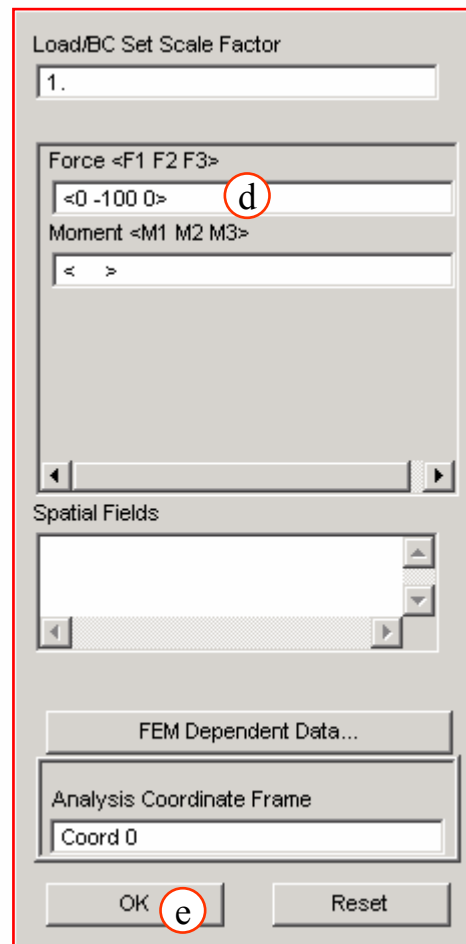 Load/BC Set Scale Factor
1.
Force <F1 F2 F3>
<0 -100 0> d
Moment <M1 M2 M3>
< >
Spatial Fields
FEM Dependent Data...
Analysis Coordinate Frame
Coord 0
OK e Reset